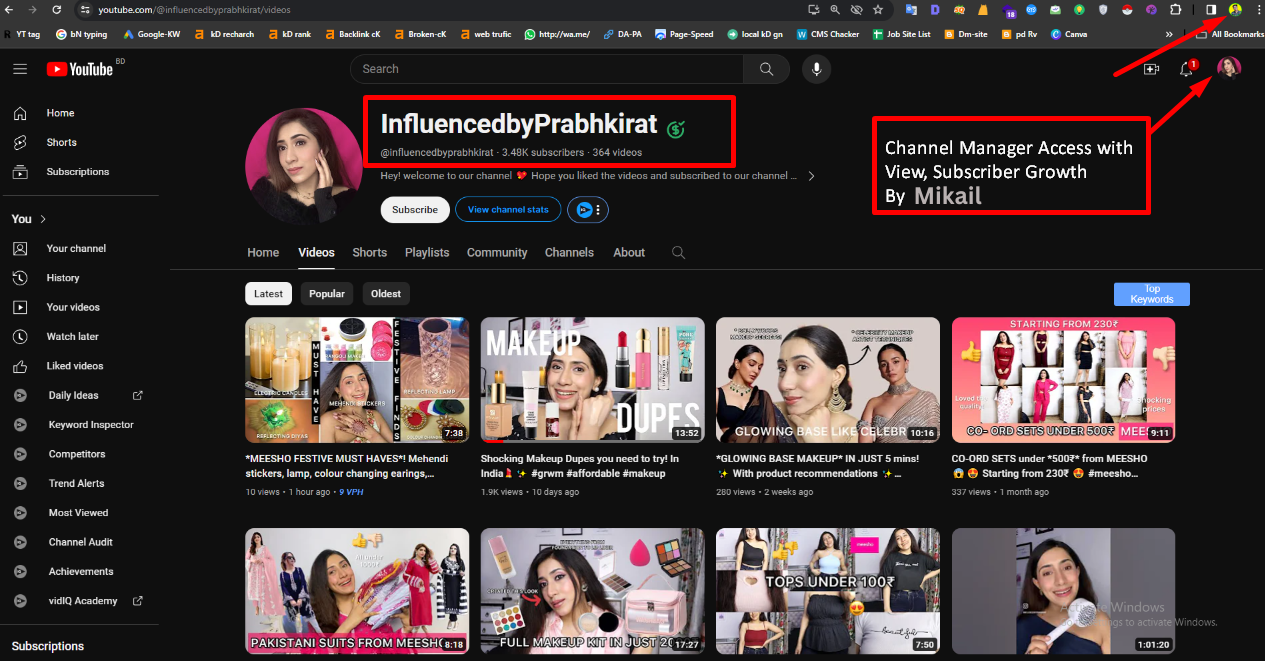 youtube.com/@influencedbyprabhkirat/videos
18
YT tag
bN typing
Google-KW
kD recharch
kD rank
Backlink cK
Broken-cK
web trufic
http://wa.me/
DA-PA
Page-Speed
local kD gn
CMS Checker
Job Site List
Dm-site
pd Rv
Canva
»
All Bookmarks
YouTube BD
Search
1
Home
Shorts
Subscriptions
You
Your channel
History
Your videos
Watch later
Liked videos
Daily Ideas
Keyword Inspector
Competitors
Trend Alerts
Most Viewed
Channel Audit
Achievements
vidIQ Academy
Subscriptions
InfluencedbyPrabhkirat
@influencedbyprabhkirat · 3.48K subscribers · 364 videos
Hey! welcome to our channel ❤️ Hope you liked the videos and subscribed to our channel ...
Subscribe
View channel stats
Channel Manager Access with
View, Subscriber Growth
By Mikail
Home
Videos
Shorts
Playlists
Community
Channels
About
Latest
Popular
Oldest
Top
Keywords
MUST HAVE
FESTIVE FINDS
ELECTRIC CANDLES
MEHENDI STICKERS
REFLECTING LAMP
REFLECTING DIYAS
7:38
*MEESHO FESTIVE MUST HAVES*! Mehendi
stickers, lamp, colour changing earings,...
10 views · 1 hour ago · 9 VPH
MAKEUP
DUPES
13:52
Shocking Makeup Dupes you need to try! In
India💄✨ #grwm #affordable #makeup
1.9K views · 10 days ago
* BOLLYWOOD
MAKEUP SECRETS!
* CELEBRITY MAKEUP
ARTIST TECHNIQUES
GLOWING BASE LIKE CELEBR
10:16
*GLOWING BASE MAKEUP* IN JUST 5 mins!
✨ With product recommendations ✨...
280 views · 2 weeks ago
STARTING FROM 230₹
Loved the
quality
Shocking
prices
CO- ORD SETS UNDER 500₹ MEES
9:11
CO-ORD SETS under *500₹* from MEESHO
😱 🤩 Starting from 230₹ 🤩 #meesho...
337 views · 1 month ago
PAKISTANI SUITS FROM MEESHO
8:18
FULL MAKEUP KIT IN JUST 20
17:27
meesho
TOPS UNDER 100₹
beautiful
7:50
1:01:20
Activate Windows
Go to Settings to activate Windows.